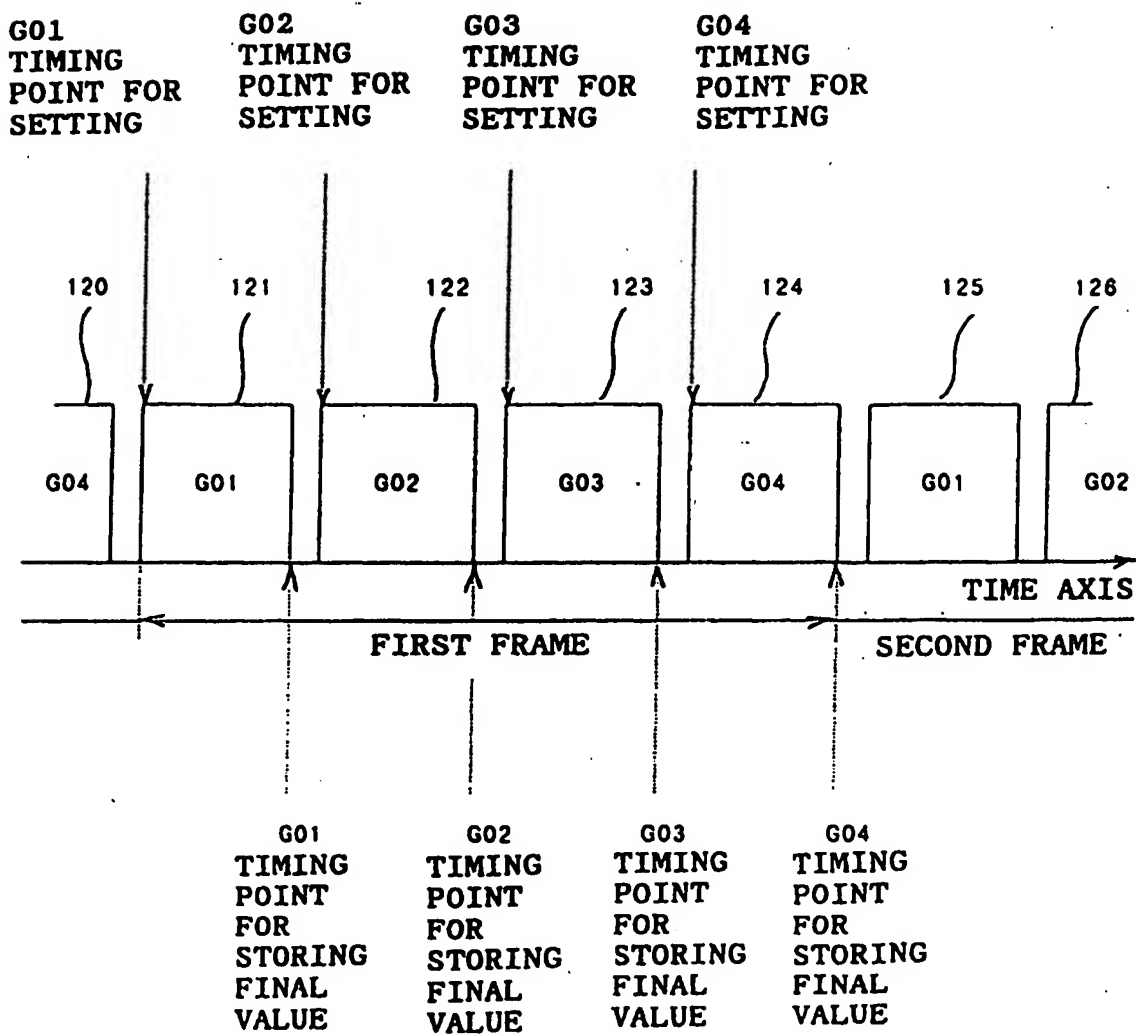 G01
TIMING
POINT FOR
SETTING
G02
TIMING
POINT FOR
SETTING
G03
TIMING
POINT FOR
SETTING
G04
TIMING
POINT FOR
SETTING
120
121
122
123
124
125
126
G04
G01
G02
G03
G04
G01
G02
TIME AXIS
FIRST FRAME
SECOND FRAME
G01
TIMING
POINT
FOR
STORING
FINAL
VALUE
G02
TIMING
POINT
FOR
STORING
FINAL
VALUE
G03
TIMING
POINT
FOR
STORING
FINAL
VALUE
G04
TIMING
POINT
FOR
STORING
FINAL
VALUE